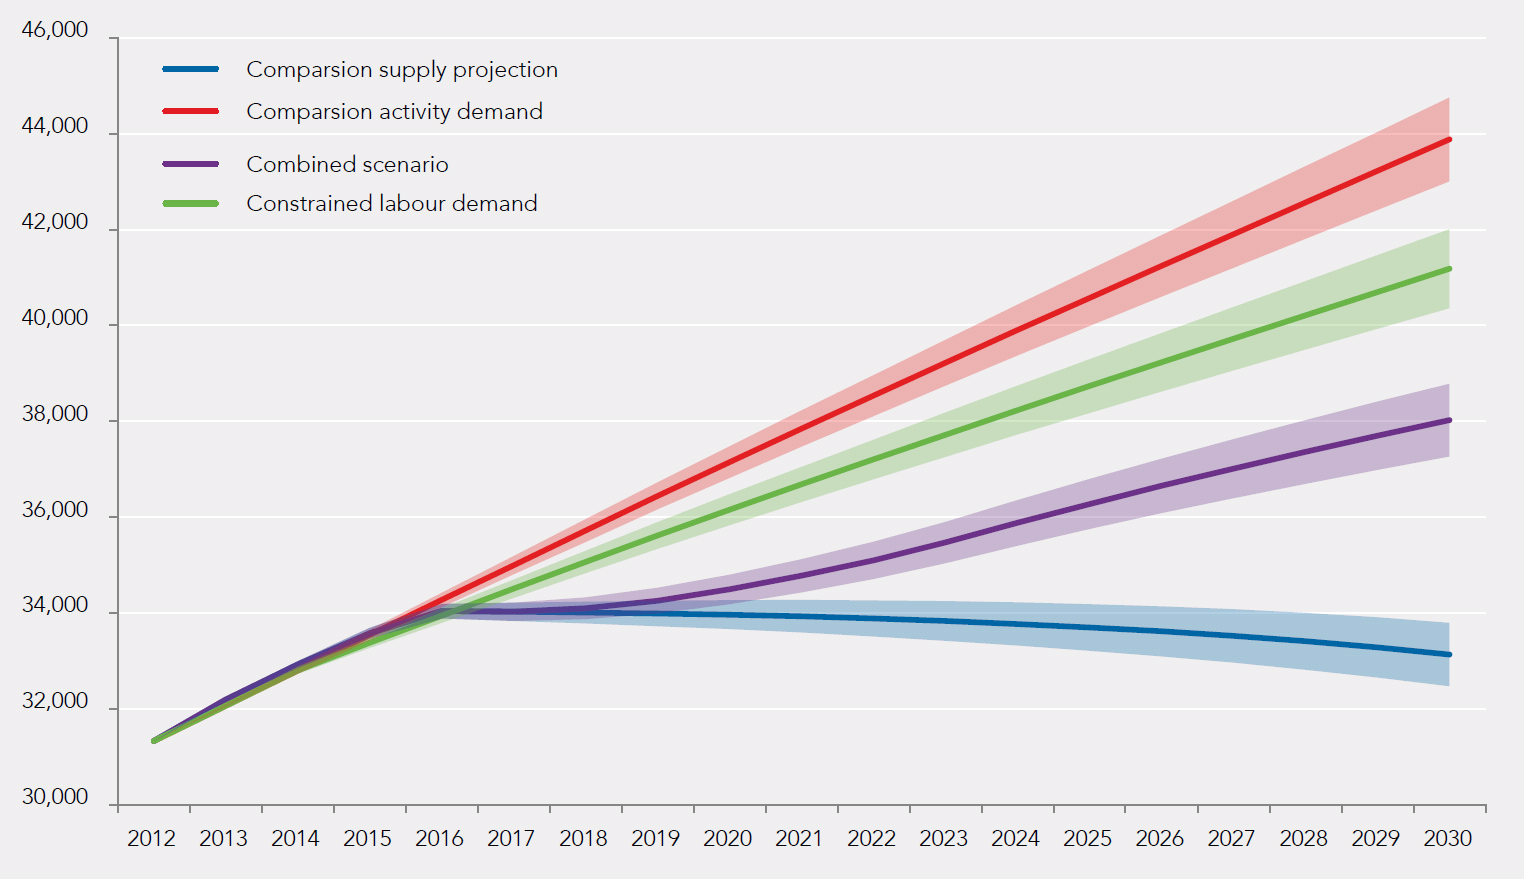 46,000
Comparsion supply projection
Comparsion activity demand
44,000
Combined scenario
Constrained labour demand
42,000
40,000
38,000
36,000
34,000
32,000
30,000
2012 2013 2014 2015 2016 2017 2018 2019 2020 2021 2022 2023 2024 2025 2026 2027 2028 2029 2030